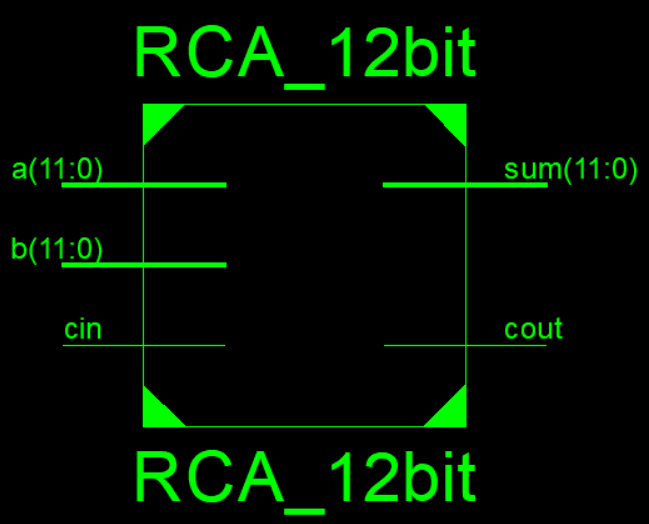 RCA_12bit
a(11:0)
sum(11:0)
b(11:0)
cin
cout
RCA_12bit